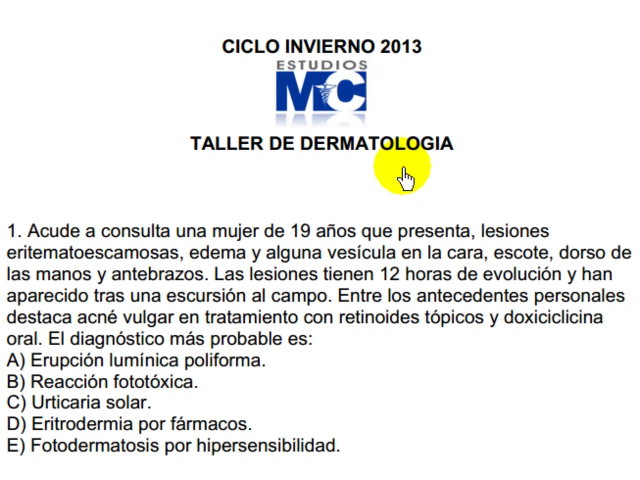 CICLO INVIERNO 2013
ESTUDIOS
MC
TALLER DE DERMATOLOGIA
1. Acude a consulta una mujer de 19 años que presenta, lesiones
eritematoescamosas, edema y alguna vesícula en la cara, escote, dorso de
las manos y antebrazos. Las lesiones tienen 12 horas de evolución y han
aparecido tras una escursión al campo. Entre los antecedentes personales
destaca acné vulgar en tratamiento con retinoides tópicos y doxiciclicina
oral. El diagnóstico más probable es:
A) Erupción lumínica poliforma.
B) Reacción fototóxica.
C) Urticaria solar.
D) Eritrodermia por fármacos.
E) Fotodermatosis por hipersensibilidad.